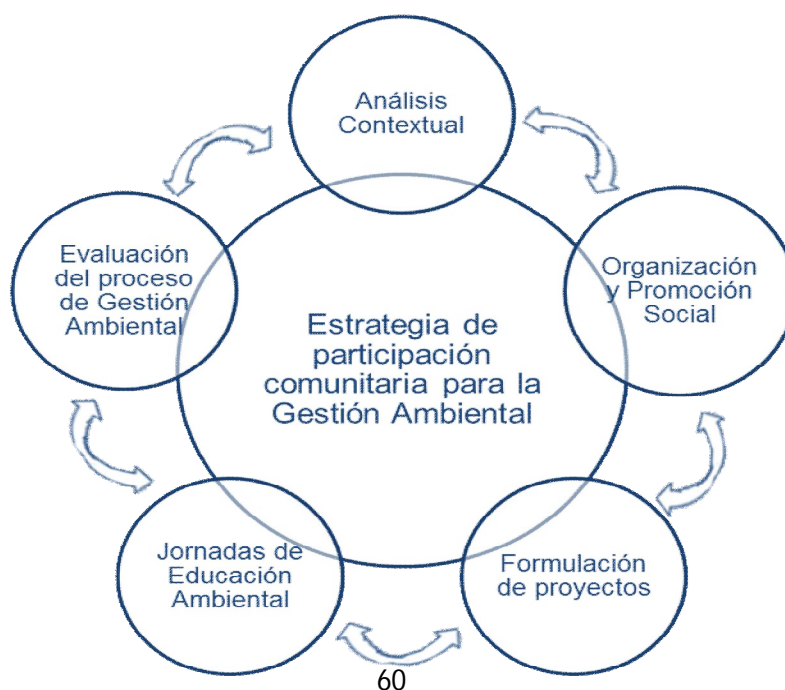 Análisis
Contextual
Organización
y Promoción
Social
Formulación
de proyectos
Jornadas de
Educación
Ambiental
Evaluación
del proceso
de Gestión
Ambiental
Estrategia de
participación
comunitaria para la
Gestión Ambiental
60